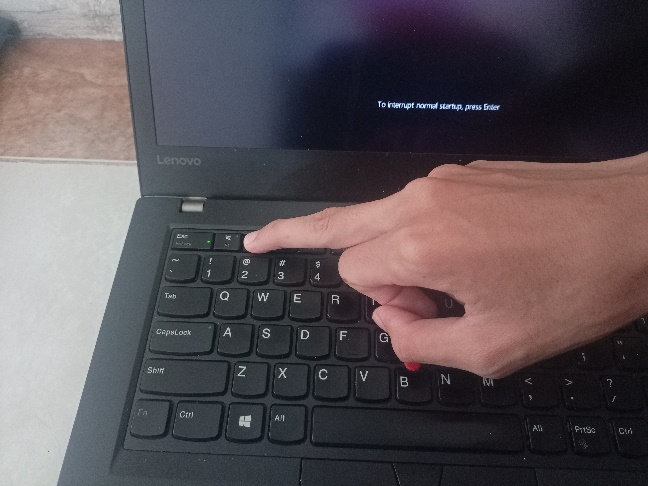 To interrupt normal startup, press Enter
Lenovo
Esc
~ ! @ # $
` 1 2 3 4
Tab Q W E R
CapsLock A S D F G
Shift Z X C V B N M < > ?
, . /
Fn Ctrl Alt Alt PrtSc Ctrl